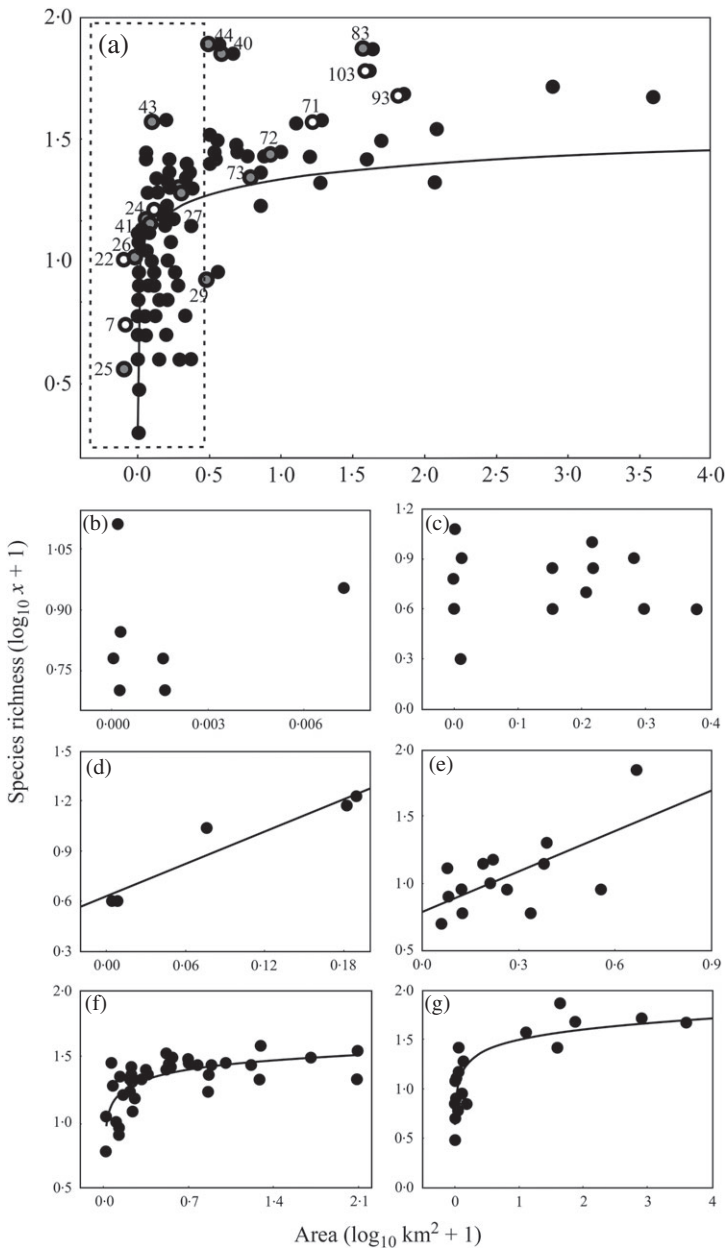 (a)
2·0
1·5
1·0
0·5
44
40
83
103
93
43
71
72
73
24
27
41
26
22
29
7
25
0·0 0·5 1·0 1·5 2·0 2·5 3·0 3·5 4·0
Species richness (log10 x + 1)
(b)
1·05
0·90
0·75
0·000 0·003 0·006
(c)
1·2
0·9
0·6
0·3
0·0
0·0 0·1 0·2 0·3 0·4
(d)
1·5
1·2
0·9
0·6
0·3
0·00 0·06 0·12 0·18
(e)
2·0
1·5
1·0
0·5
0·0 0·3 0·6 0·9
(f)
2·0
1·5
1·0
0·5
0·0 0·7 1·4 2·1
(g)
2·0
1·5
1·0
0·5
0·0
0 1 2 3 4
Area (log10 km2 + 1)